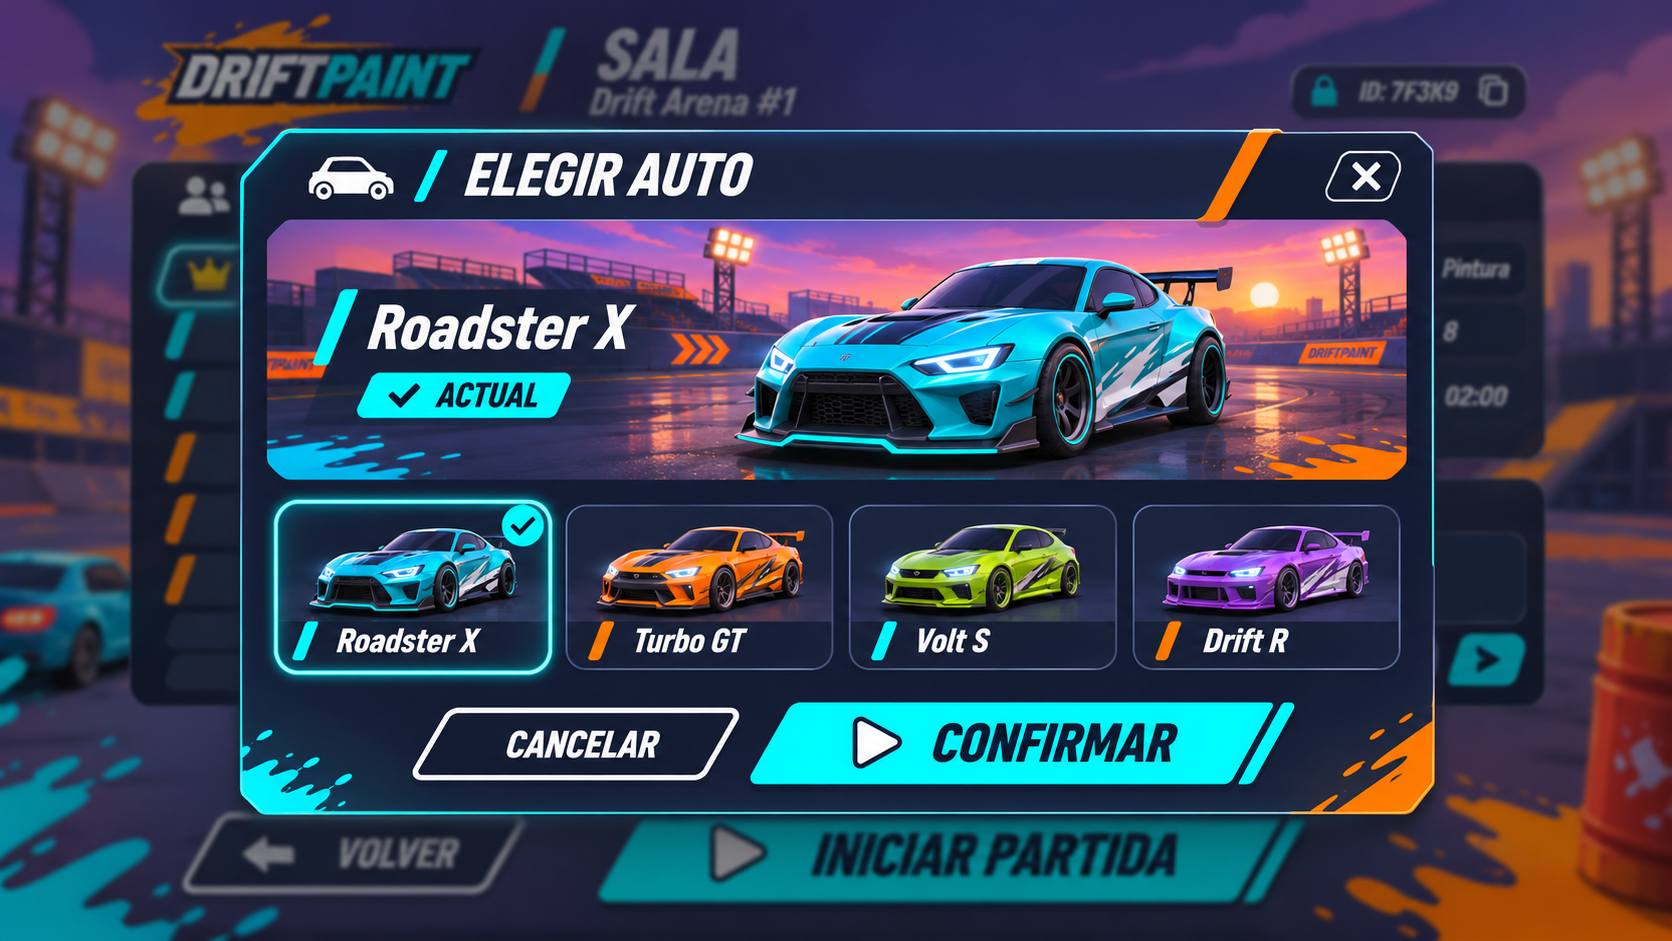 DRIFTPAINT
SALA
Drift Arena #1
ID: 7F3K9
ELEGIR AUTO
Pintura
8
02:00
Roadster X
ACTUAL
DRIFTPAINT
Roadster X
Turbo GT
Volt S
Drift R
CANCELAR
CONFIRMAR
VOLVER
INICIAR PARTIDA